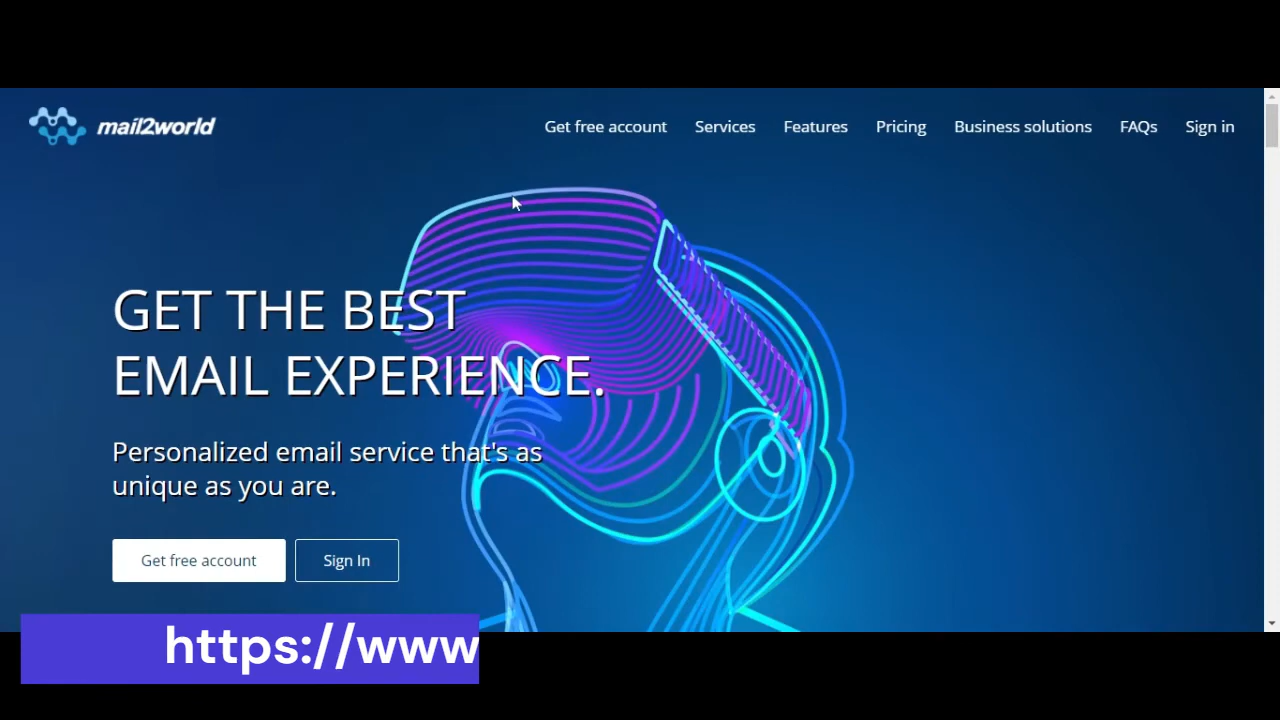 mail2world
Get free account Services Features Pricing Business solutions FAQs Sign in
GET THE BEST
EMAIL EXPERIENCE.
Personalized email service that's as
unique as you are.
Get free account Sign In
https://www